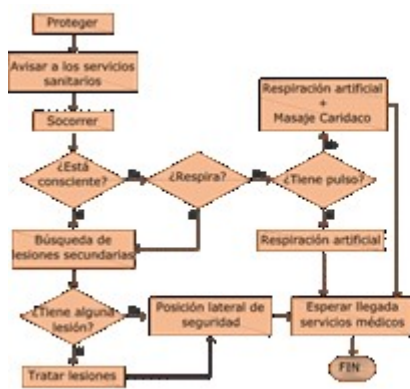 Proteger
Avisar a los servicios
sanitarios
Socorrer
¿Está
consciente?
¿Respira?
¿Tiene pulso?
Respiración artificial
+
Masaje Caridaco
Búsqueda de
lesiones secundarias
Respiración artificial
¿Tiene alguna
lesión?
Posición lateral de
seguridad
Esperar llegada
servicios médicos
Tratar lesiones
FIN